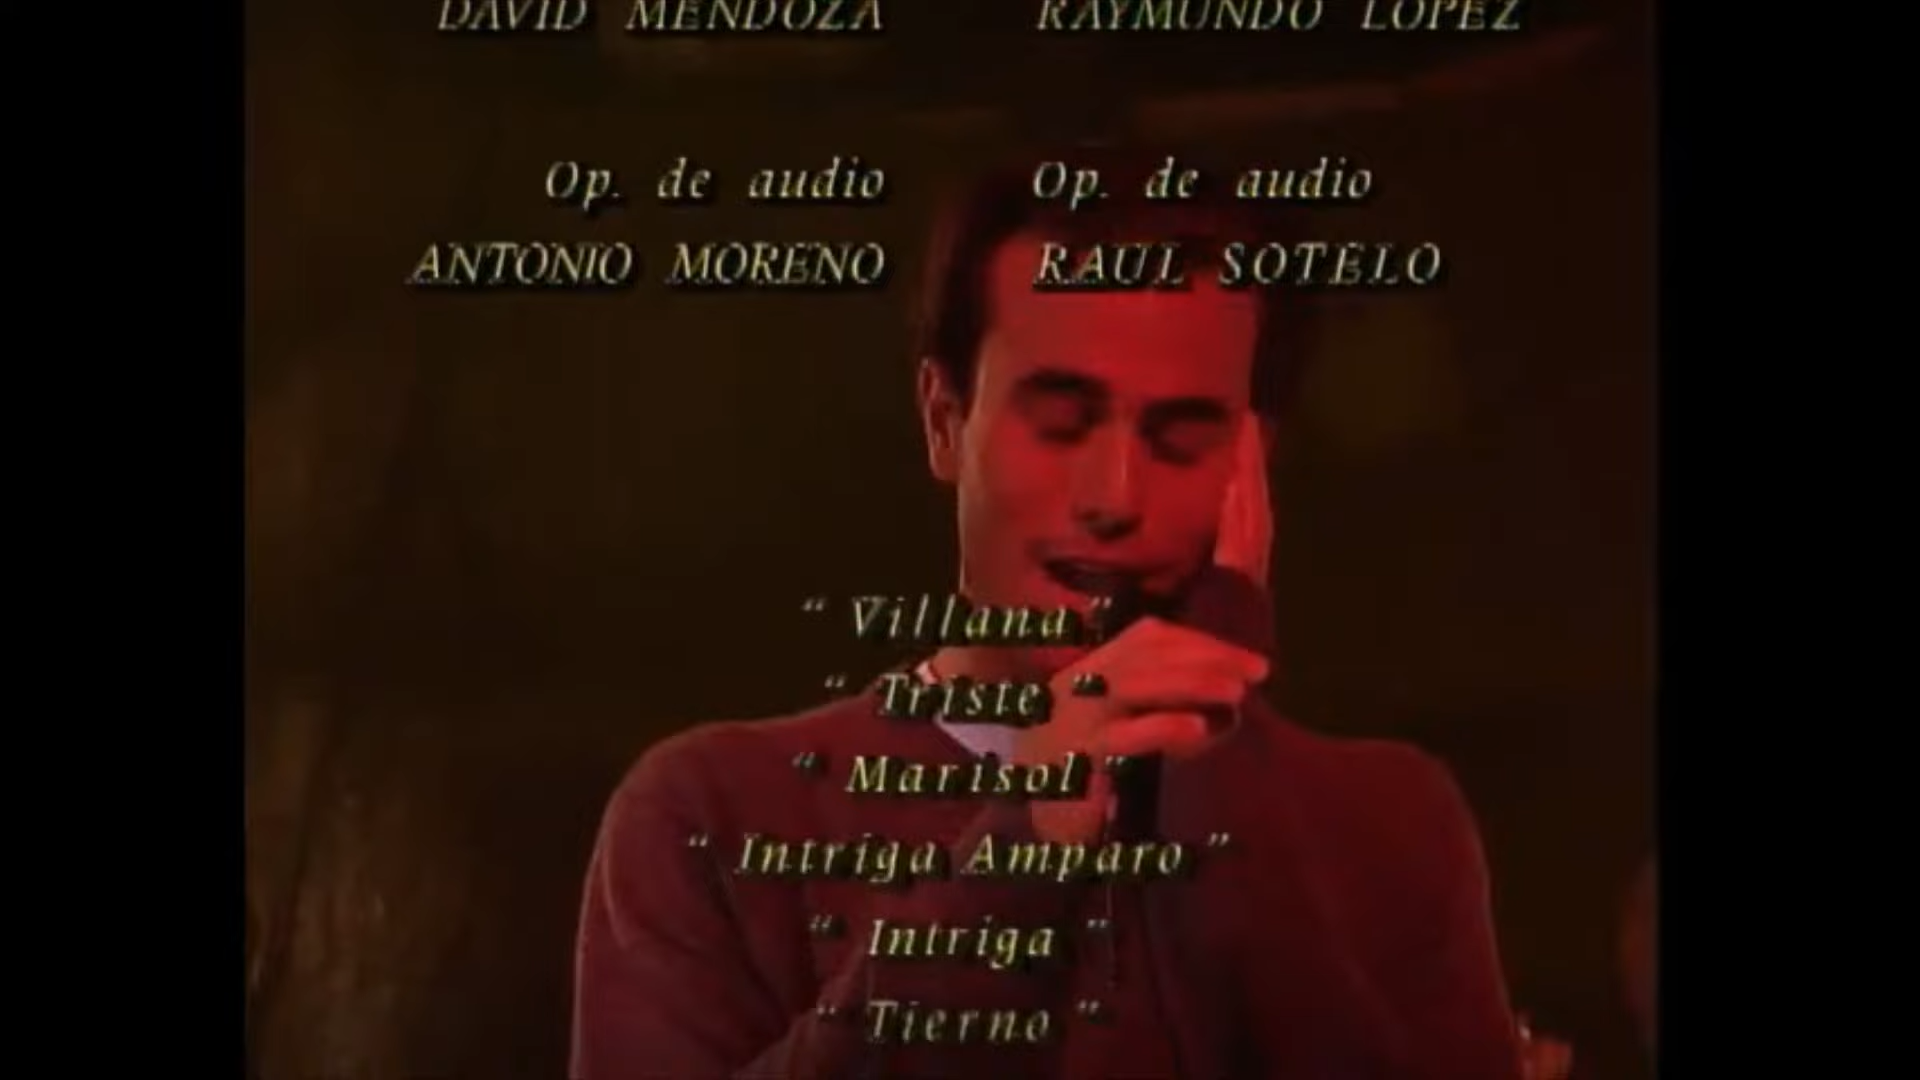 DAVID MENDOZA RAYMUNDO LOPEZ
Op. de audio Op. de audio
ANTONIO MORENO RAUL SOTELO
“ Villana ”
“ Triste ”
“ Marisol ”
“ Intriga Amparo ”
“ Intriga ”
“ Tierno ”